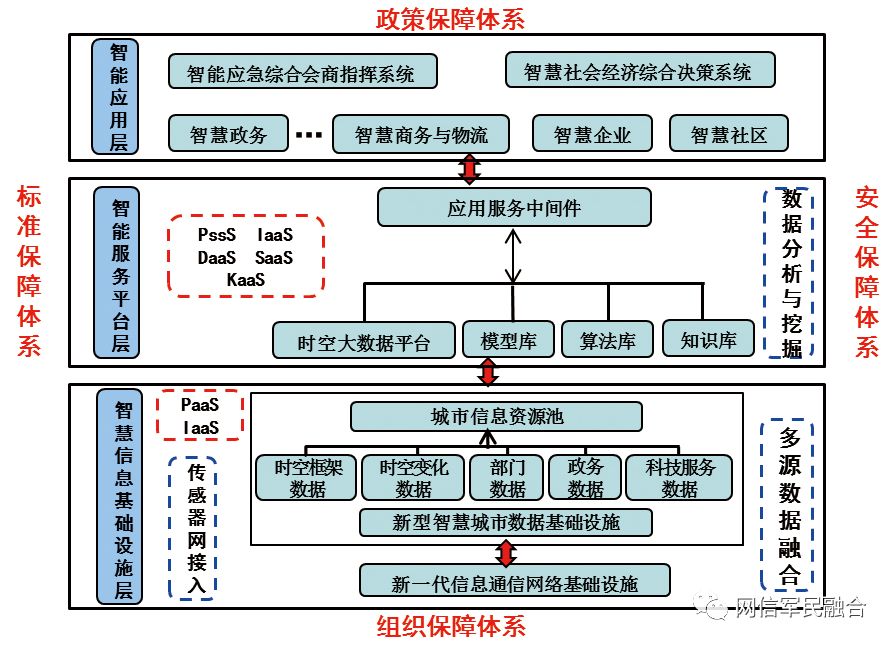 政策保障体系
智能应用层
智能应急综合会商指挥系统
智慧社会经济综合决策系统
智慧政务
···
智慧商务与物流
智慧企业
智慧社区
标准保障体系
安全保障体系
智能服务平台层
PssS IaaS
DaaS SaaS
KaaS
应用服务中间件
数据分析与挖掘
时空大数据平台
模型库
算法库
知识库
智慧信息基础设施层
PaaS
IaaS
传感器网接入
城市信息资源池
时空框架
数据
时空变化
数据
部门
数据
政务
数据
科技服务
数据
新型智慧城市数据基础设施
新一代信息通信网络基础设施
多源数据融合
组织保障体系
网信军民融合